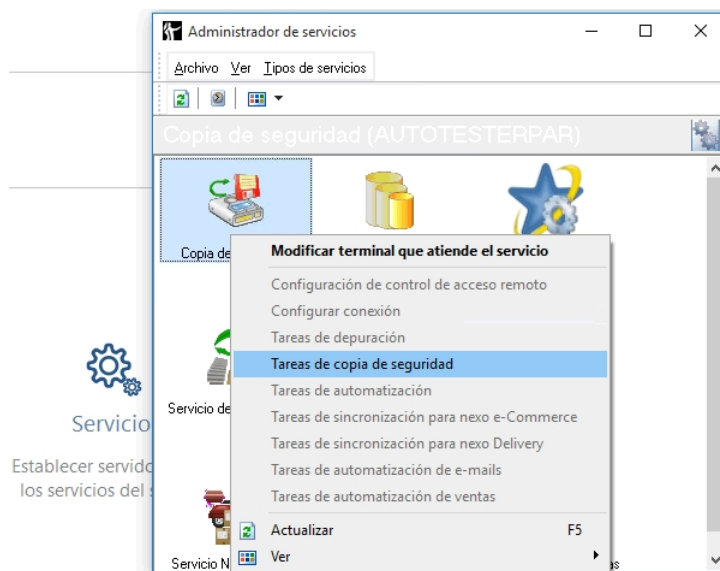 Administrador de servicios
Archivo Ver Tipos de servicios
Copia de seguridad (AUTOTESTERPAR)
Copia de
Modificar terminal que atiende el servicio
Configuración de control de acceso remoto
Configurar conexión
Tareas de depuración
Tareas de copia de seguridad
Tareas de automatización
Servicio de
Tareas de sincronización para nexo e-Commerce
Servicio
Tareas de sincronización para nexo Delivery
Establecer servido
Tareas de automatización de e-mails
los servicios del s
Tareas de automatización de ventas
Actualizar F5
Ver
Servicio N
as